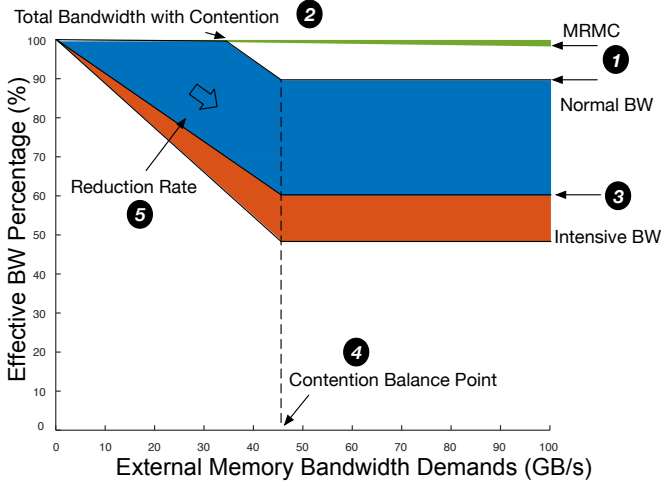 Total Bandwidth with Contention 2
MRMC
1
Normal BW
Reduction Rate
5
3
Intensive BW
4
Contention Balance Point
Effective BW Percentage (%)
100
90
80
70
60
50
40
30
20
10
0
0 10 20 30 40 50 60 70 80 90 100
External Memory Bandwidth Demands (GB/s)